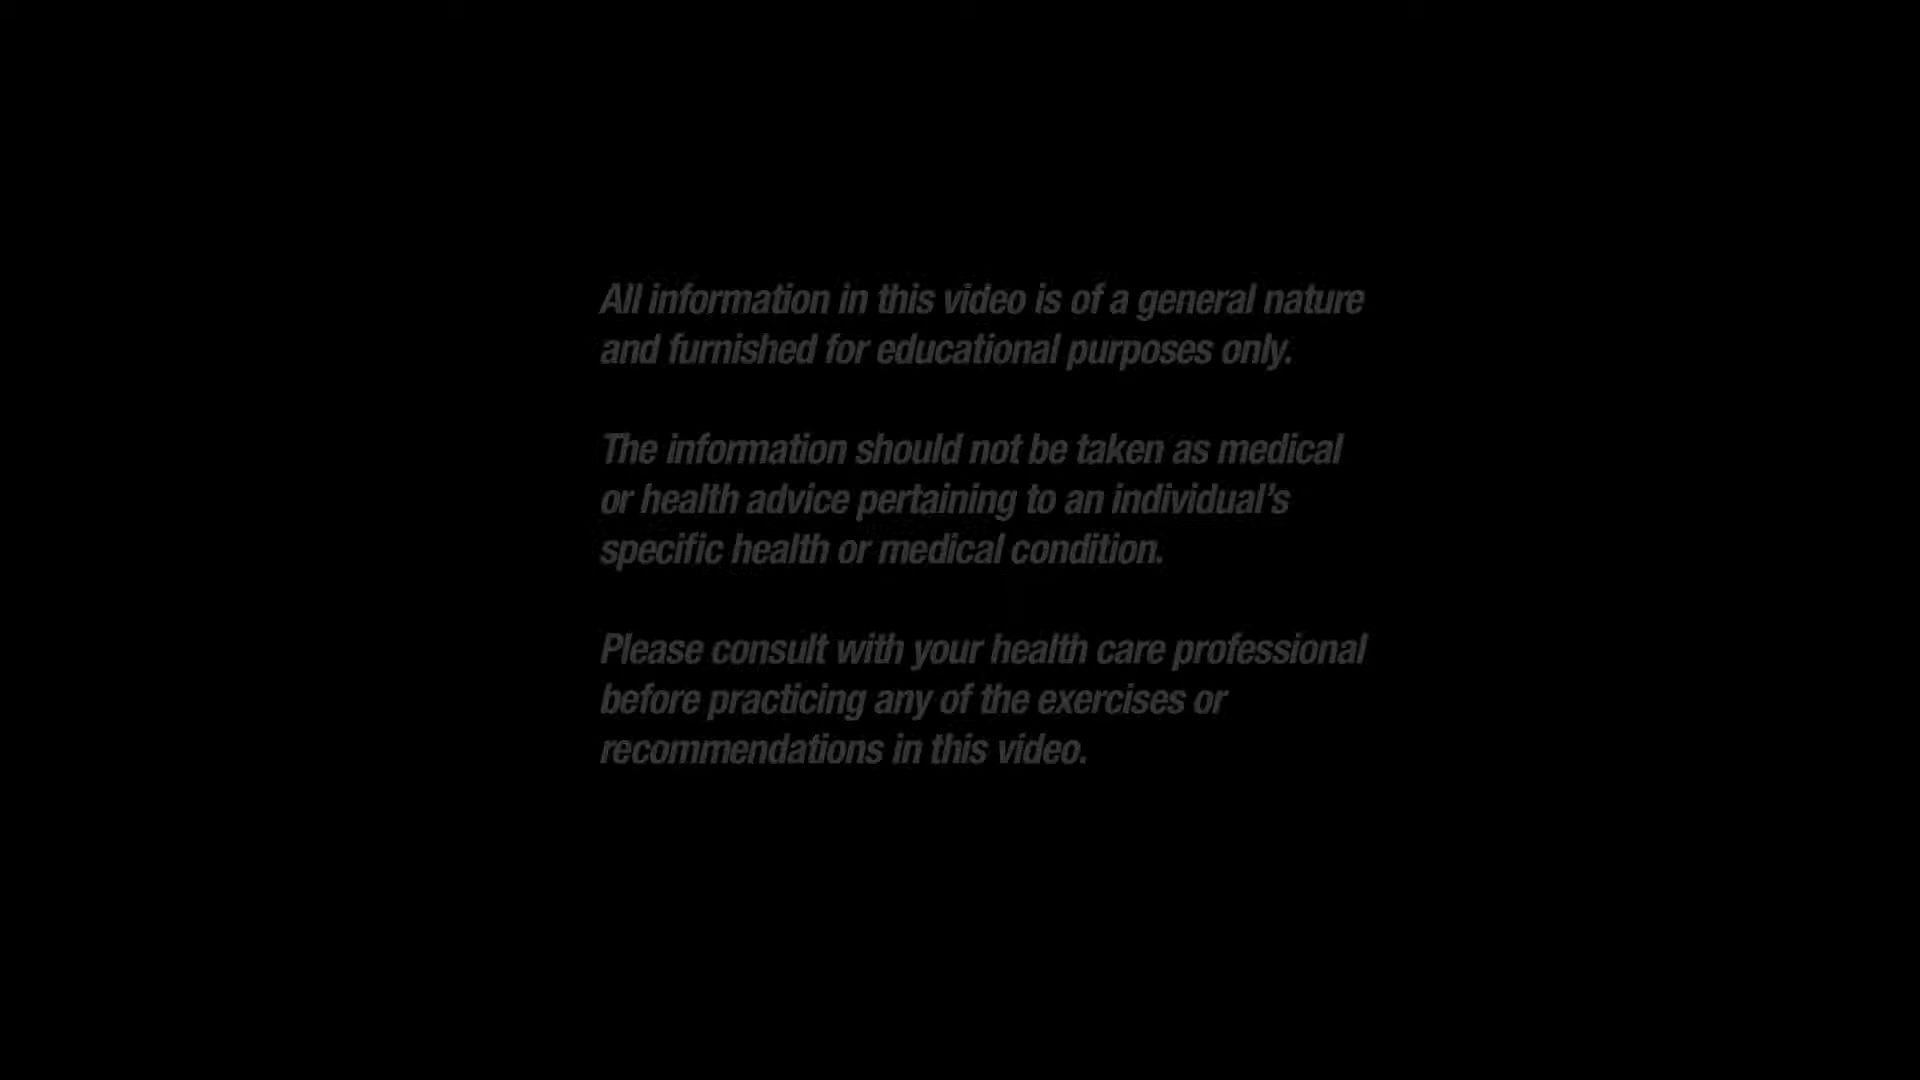 All information in this video is of a general nature
and furnished for educational purposes only.
The information should not be taken as medical
or health advice pertaining to an individual’s
specific health or medical condition.
Please consult with your health care professional
before practicing any of the exercises or
recommendations in this video.